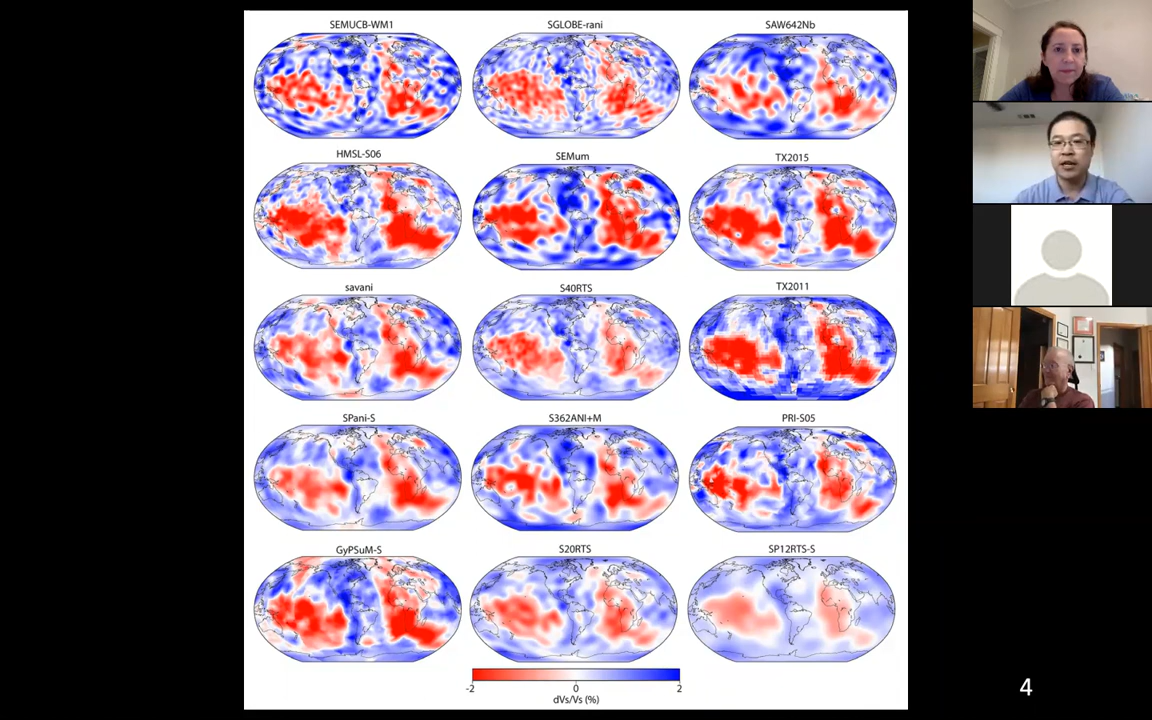 SEMUCB-WM1
SGLOBE-rani
SAW642Nb
HMSL-S06
SEMum
TX2015
savani
S40RTS
TX2011
SPani-S
S362ANI+M
PRI-S05
GyPSuM-S
S20RTS
SP12RTS-S
-2
0
2
dVs/Vs (%)
4